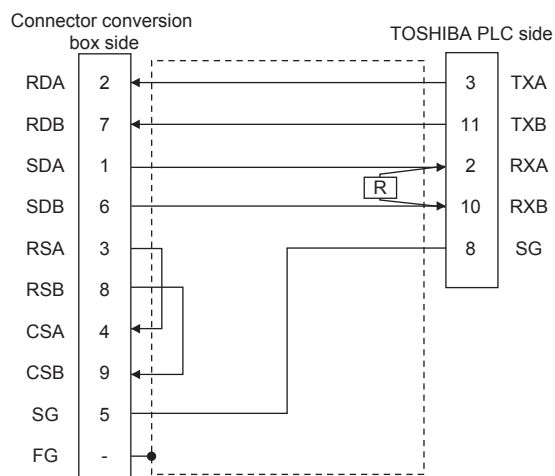 Connector conversion
box side
TOSHIBA PLC side
RDA 2 3 TXA
RDB 7 11 TXB
SDA 1 2 RXA
R
SDB 6 10 RXB
RSA 3 8 SG
RSB 8
CSA 4
CSB 9
SG 5
FG -